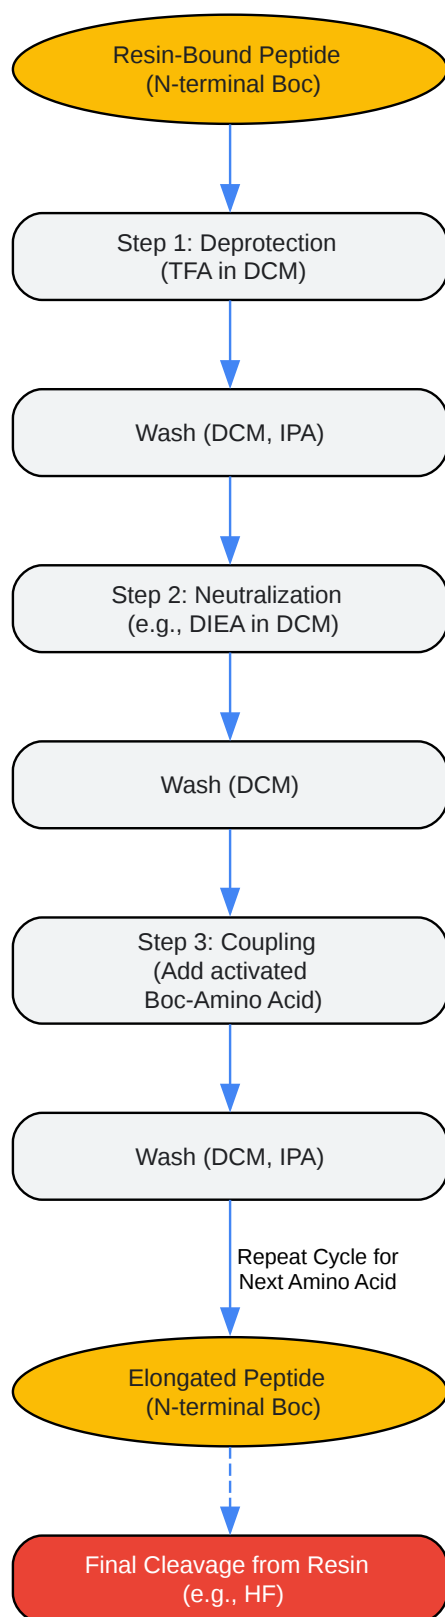 Resin-Bound Peptide
(N-terminal Boc)
Step 1: Deprotection
(TFA in DCM)
Wash (DCM, IPA)
Step 2: Neutralization
(e.g., DIEA in DCM)
Wash (DCM)
Step 3: Coupling
(Add activated
Boc-Amino Acid)
Wash (DCM, IPA)
Repeat Cycle for
Next Amino Acid
Elongated Peptide
(N-terminal Boc)
Final Cleavage from Resin
(e.g., HF)